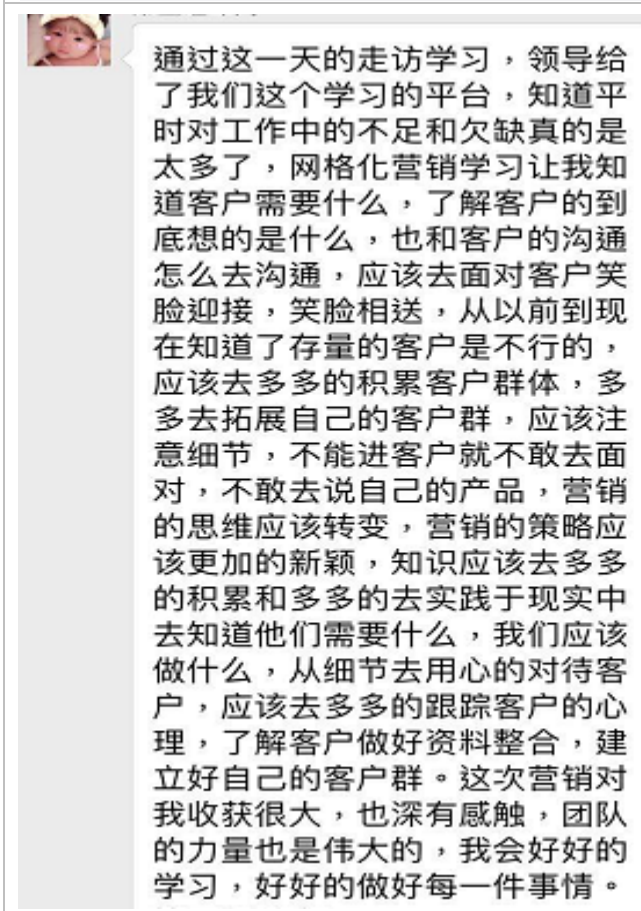 通过这一天的走访学习，领导给
了我们这个学习的平台，知道平
时对工作中的不足和欠缺真的是
太多了，网格化营销学习让我知
道客户需要什么，了解客户的到
底想的是什么，也和客户的沟通
怎么去沟通，应该去面对客户笑
脸迎接，笑脸相送，从以前到现
在知道了存量的客户是不行的，
应该去多多的积累客户群体，多
多去拓展自己的客户群，应该注
意细节，不能进客户就不敢去面
对，不敢去说自己的产品，营销
的思维应该转变，营销的策略应
该更加的新颖，知识应该去多多
的积累和多多的去实践于现实中
去知道他们需要什么，我们应该
做什么，从细节去用心的对待客
户，应该去多多的跟踪客户的心
理，了解客户做好资料整合，建
立好自己的客户群。这次营销对
我收获很大，也深有感触，团队
的力量也是伟大的，我会好好的
学习，好好的做好每一件事情。